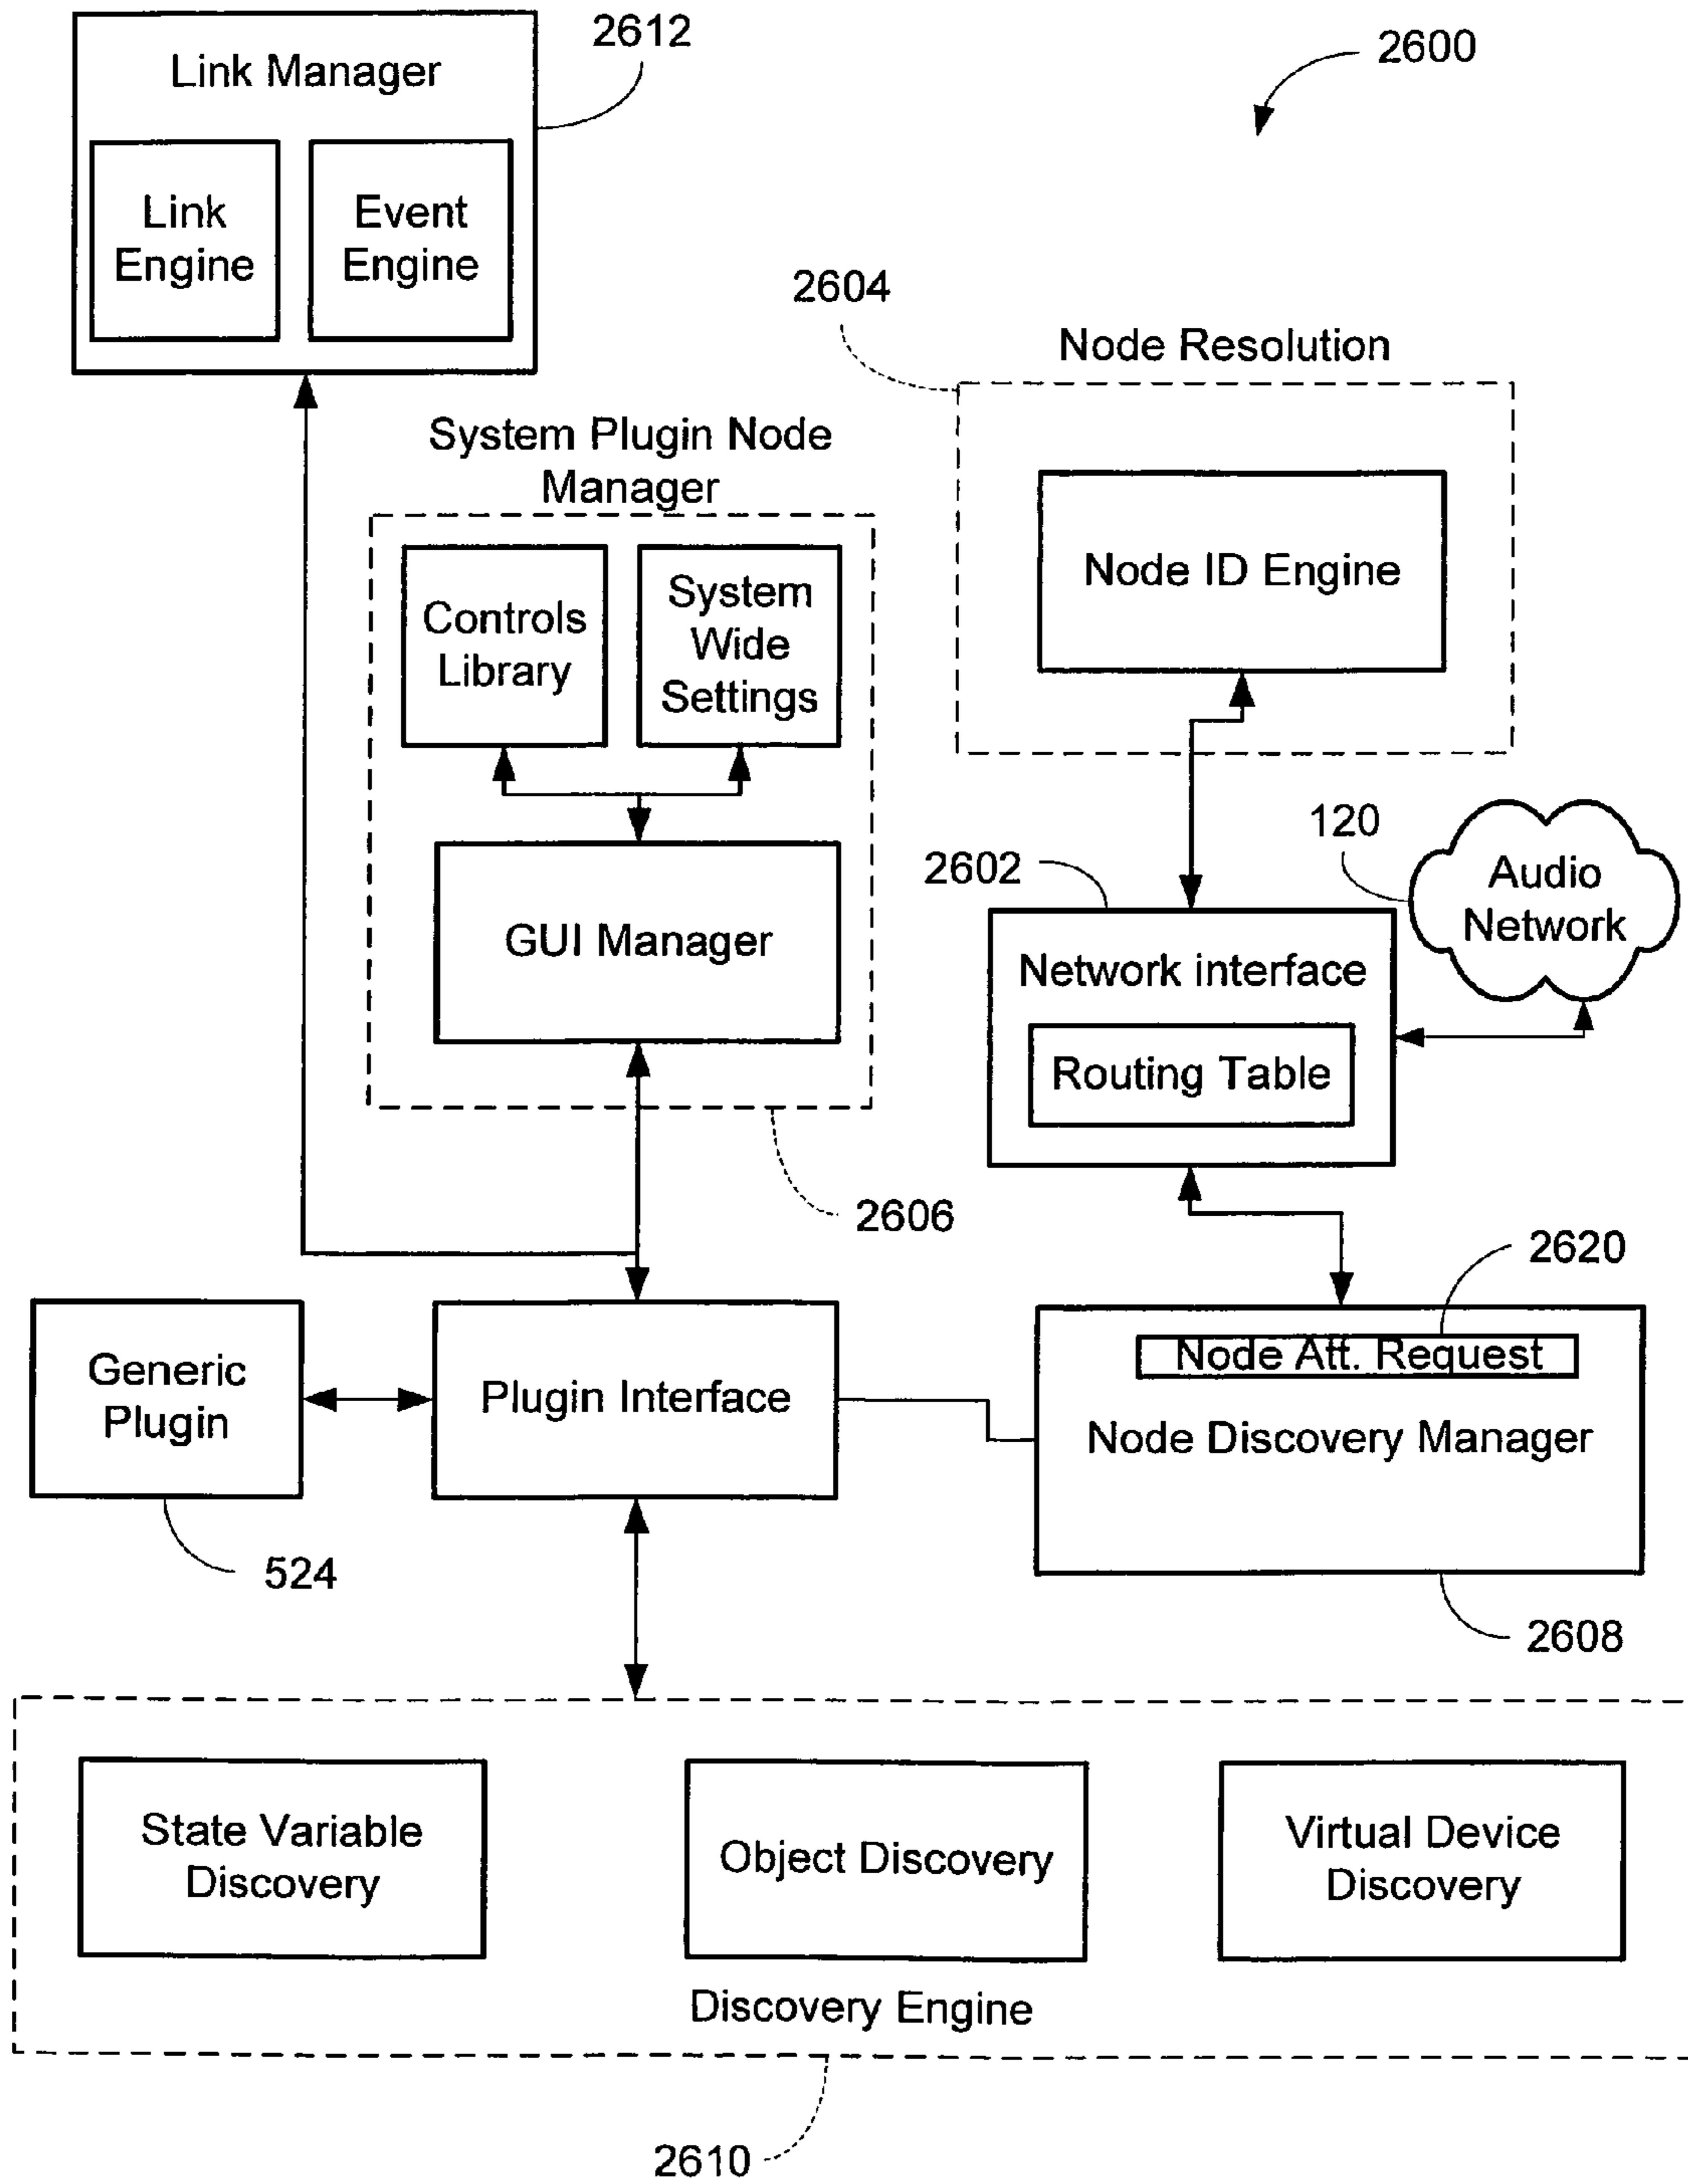 2612
2600
Link Manager
Link
Engine
Event
Engine
2604
Node Resolution
System Plugin Node
Manager
Controls
Library
System
Wide
Settings
Node ID Engine
120
Audio
Network
2602
GUI Manager
Network interface
Routing Table
2606
2620
Generic
Plugin
Plugin Interface
Node Att. Request
Node Discovery Manager
524
2608
State Variable
Discovery
Object Discovery
Virtual Device
Discovery
Discovery Engine
2610